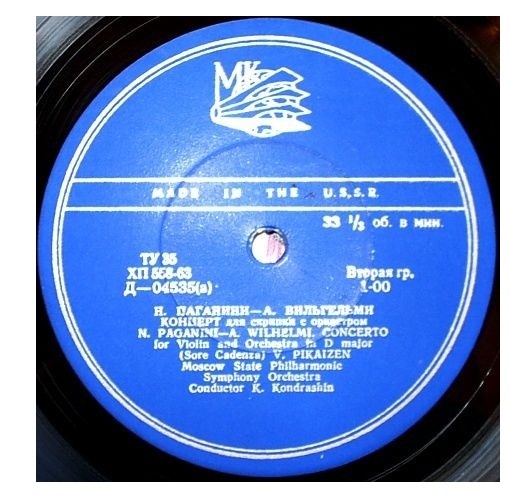 МК
MADE IN THE U.S.S.R.
33 1/3 об. в мин.
ТУ 35
ХП 558-63
Д—04535(а)
Вторая гр.
1-00
Н. ПАГАНИНИ—А. ВИЛЬГЕЛЬМИ
КОНЦЕРТ для скрипки с оркестром
N. PAGANINI—A. WILHELMI. CONCERTO
for Violin and Orchestra in D major
(Sore Cadenza) V. PIKAIZEN
Moscow State Philharmonic
Symphony Orchestra
Conductor K. Kondrashin